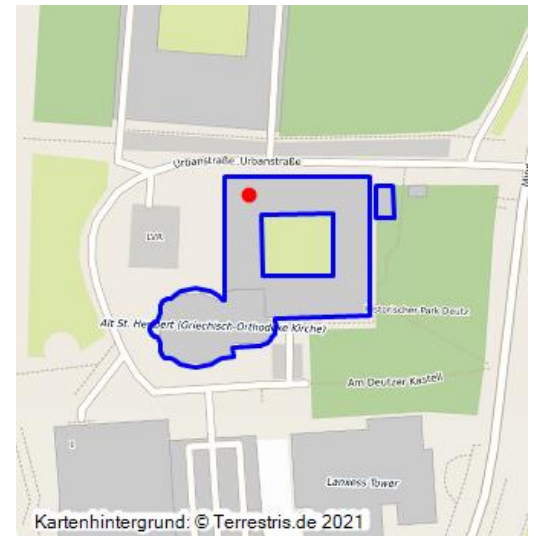 Urbanstraße Urbanstraße
LVR
Alt St. Heribert (Griechisch-Orthodoxe Kirche)
Historischer Park Deutz
Am Deutzer Kastell
Lanxess Tower
Kartenhintergrund: © Terrestris.de 2021